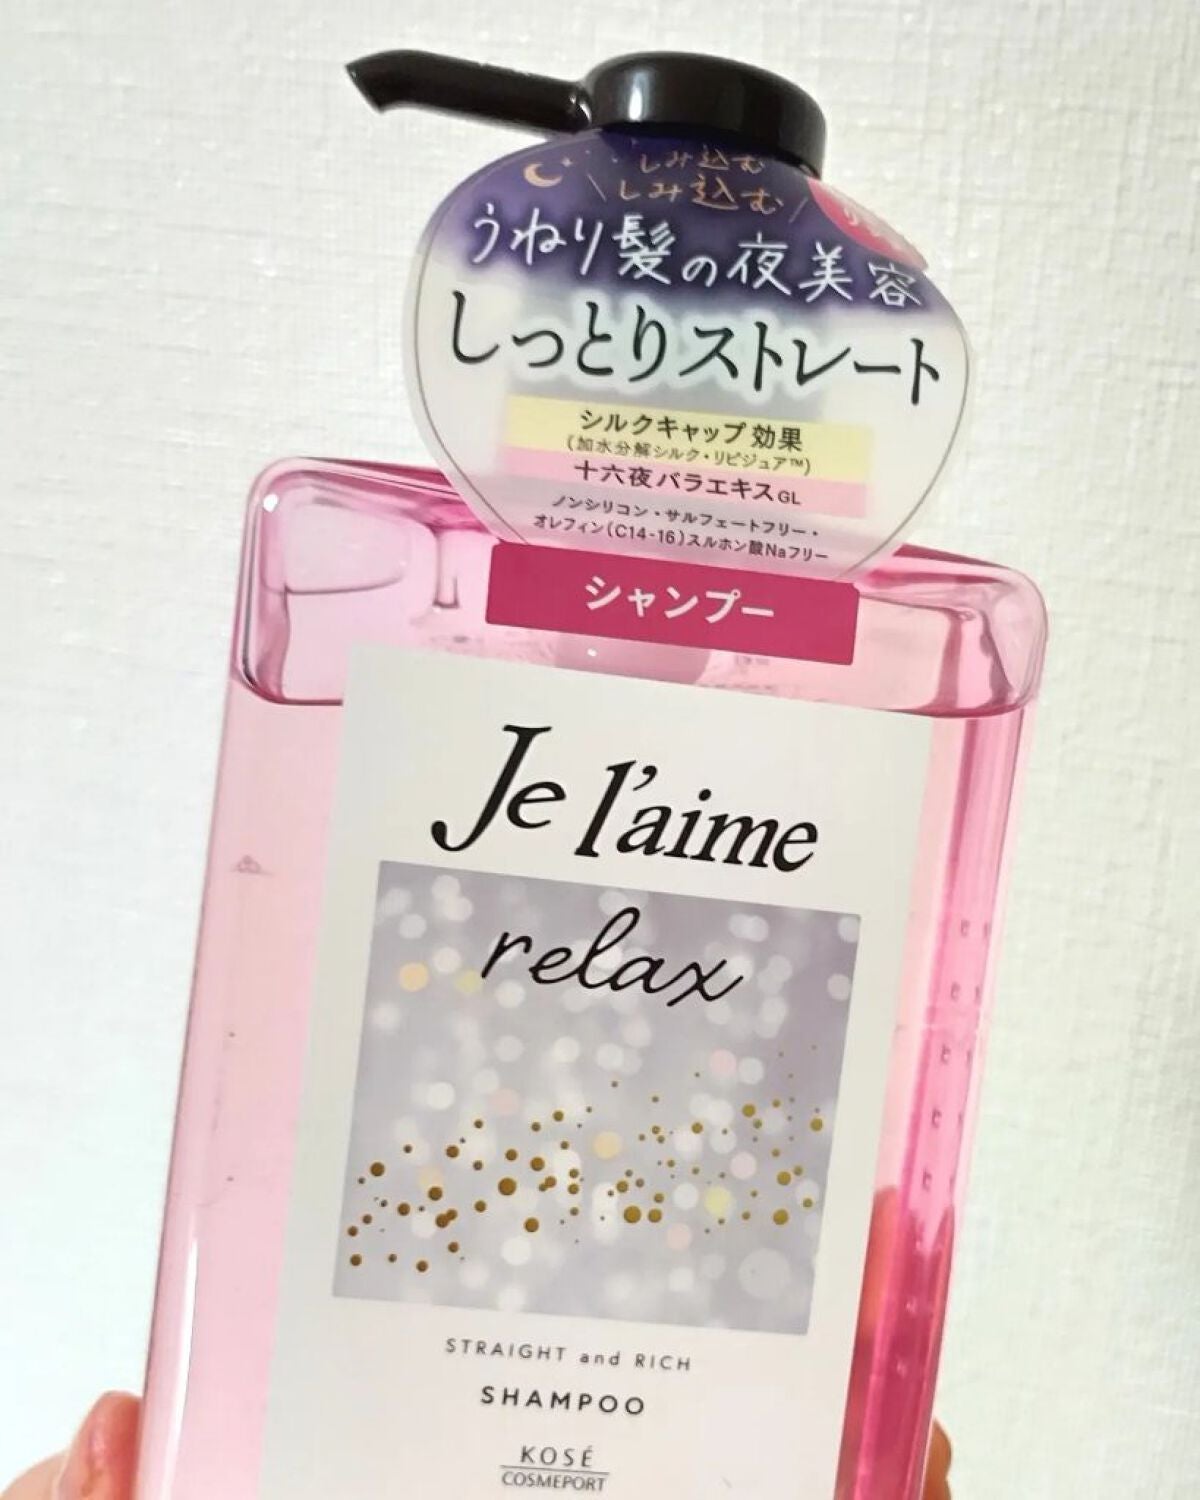 しみ込む
\しみ込む/
うねり髪の夜美容
しっとりストレート
シルクキャップ効果
(加水分解シルク・リピジュア™)
十六夜バラエキスGL
ノンシリコン・サルフェートフリー・
オレフィン(C14-16)スルホン酸Naフリー
シャンプー
Je l'aime
relax
STRAIGHT and RICH
SHAMPOO
KOSÉ
COSMEPORT